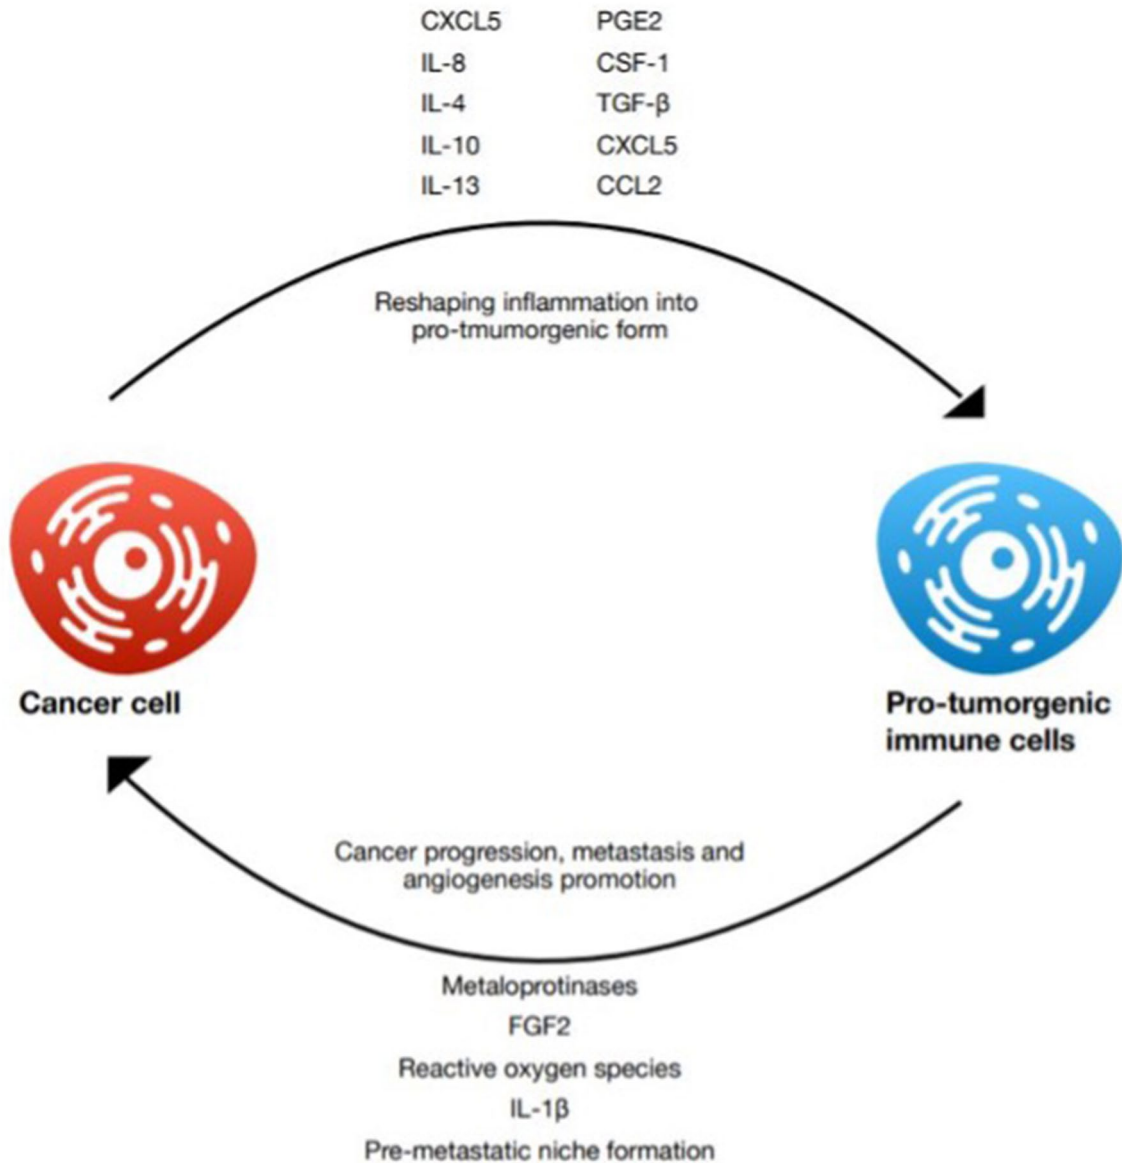 CXCL5 PGE2
IL-8 CSF-1
IL-4 TGF-β
IL-10 CXCL5
IL-13 CCL2
Reshaping inflammation into
pro-tmumorgenic form
Cancer cell
Pro-tumorgenic
immune cells
Cancer progression, metastasis and
angiogenesis promotion
Metaloprotinases
FGF2
Reactive oxygen species
IL-1β
Pre-metastatic niche formation